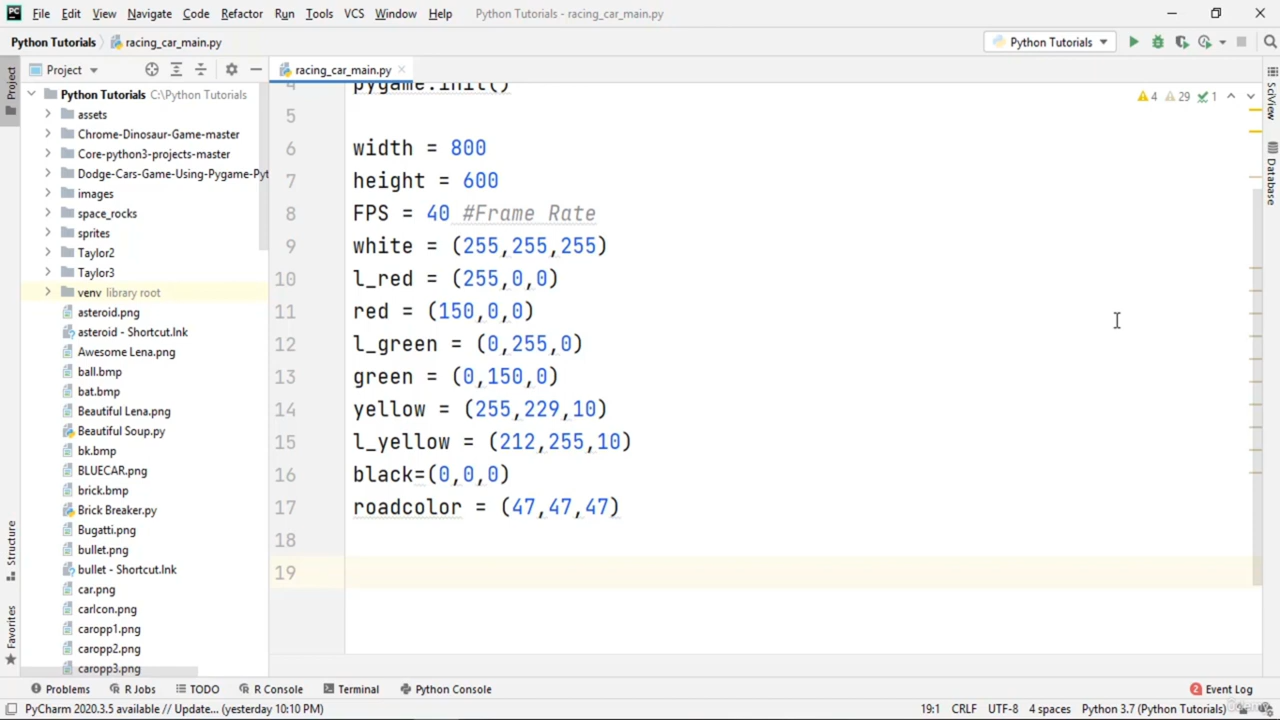 File Edit View Navigate Code Refactor Run Tools VCS Window Help Python Tutorials - racing_car_main.py
Python Tutorials racing_car_main.py Python Tutorials
Project
Project
racing_car_main.py
SciView
Database
Structure
Favorites
Python Tutorials C:\Python Tutorials
assets
Chrome-Dinosaur-Game-master
Core-python3-projects-master
Dodge-Cars-Game-Using-Pygame-Pyt
images
space_rocks
sprites
Taylor2
Taylor3
venv library root
asteroid.png
asteroid - Shortcut.lnk
Awesome Lena.png
ball.bmp
bat.bmp
Beautiful Lena.png
Beautiful Soup.py
bk.bmp
BLUECAR.png
brick.bmp
Brick Breaker.py
Bugatti.png
bullet.png
bullet - Shortcut.lnk
car.png
carIcon.png
caropp1.png
caropp2.png
caropp3.png
4 29 1
4 pygame.init()
5
6 width = 800
7 height = 600
8 FPS = 40 #Frame Rate
9 white = (255,255,255)
10 l_red = (255,0,0)
11 red = (150,0,0)
12 l_green = (0,255,0)
13 green = (0,150,0)
14 yellow = (255,229,10)
15 l_yellow = (212,255,10)
16 black=(0,0,0)
17 roadcolor = (47,47,47)
18
19
Problems R Jobs TODO R Console Terminal Python Console 2 Event Log
PyCharm 2020.3.5 available // Update... (yesterday 10:10 PM) 19:1 CRLF UTF-8 4 spaces Python 3.7 (Python Tutorials)